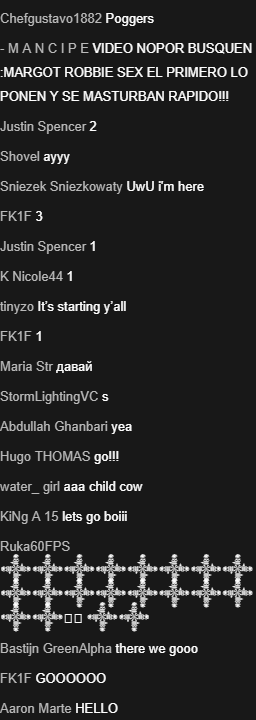 Chefgustavo1882 Poggers
- M A N C I P E VIDEO NOPOR BUSQUEN
:MARGOT ROBBIE SEX EL PRIMERO LO
PONEN Y SE MASTURBAN RAPIDO!!!
Justin Spencer 2
Shovel ayyy
Sniezek Sniezkowaty UwU i'm here
FK1F 3
Justin Spencer 1
K Nicole44 1
tinyzo It's starting y'all
FK1F 1
Maria Str давай
StormLightingVC s
Abdullah Ghanbari yea
Hugo THOMAS go!!!
water_ girl aaa child cow
KiNg A 15 lets go boiii
Ruka60FPS
Bastijn GreenAlpha there we gooo
FK1F GOOOOOO
Aaron Marte HELLO